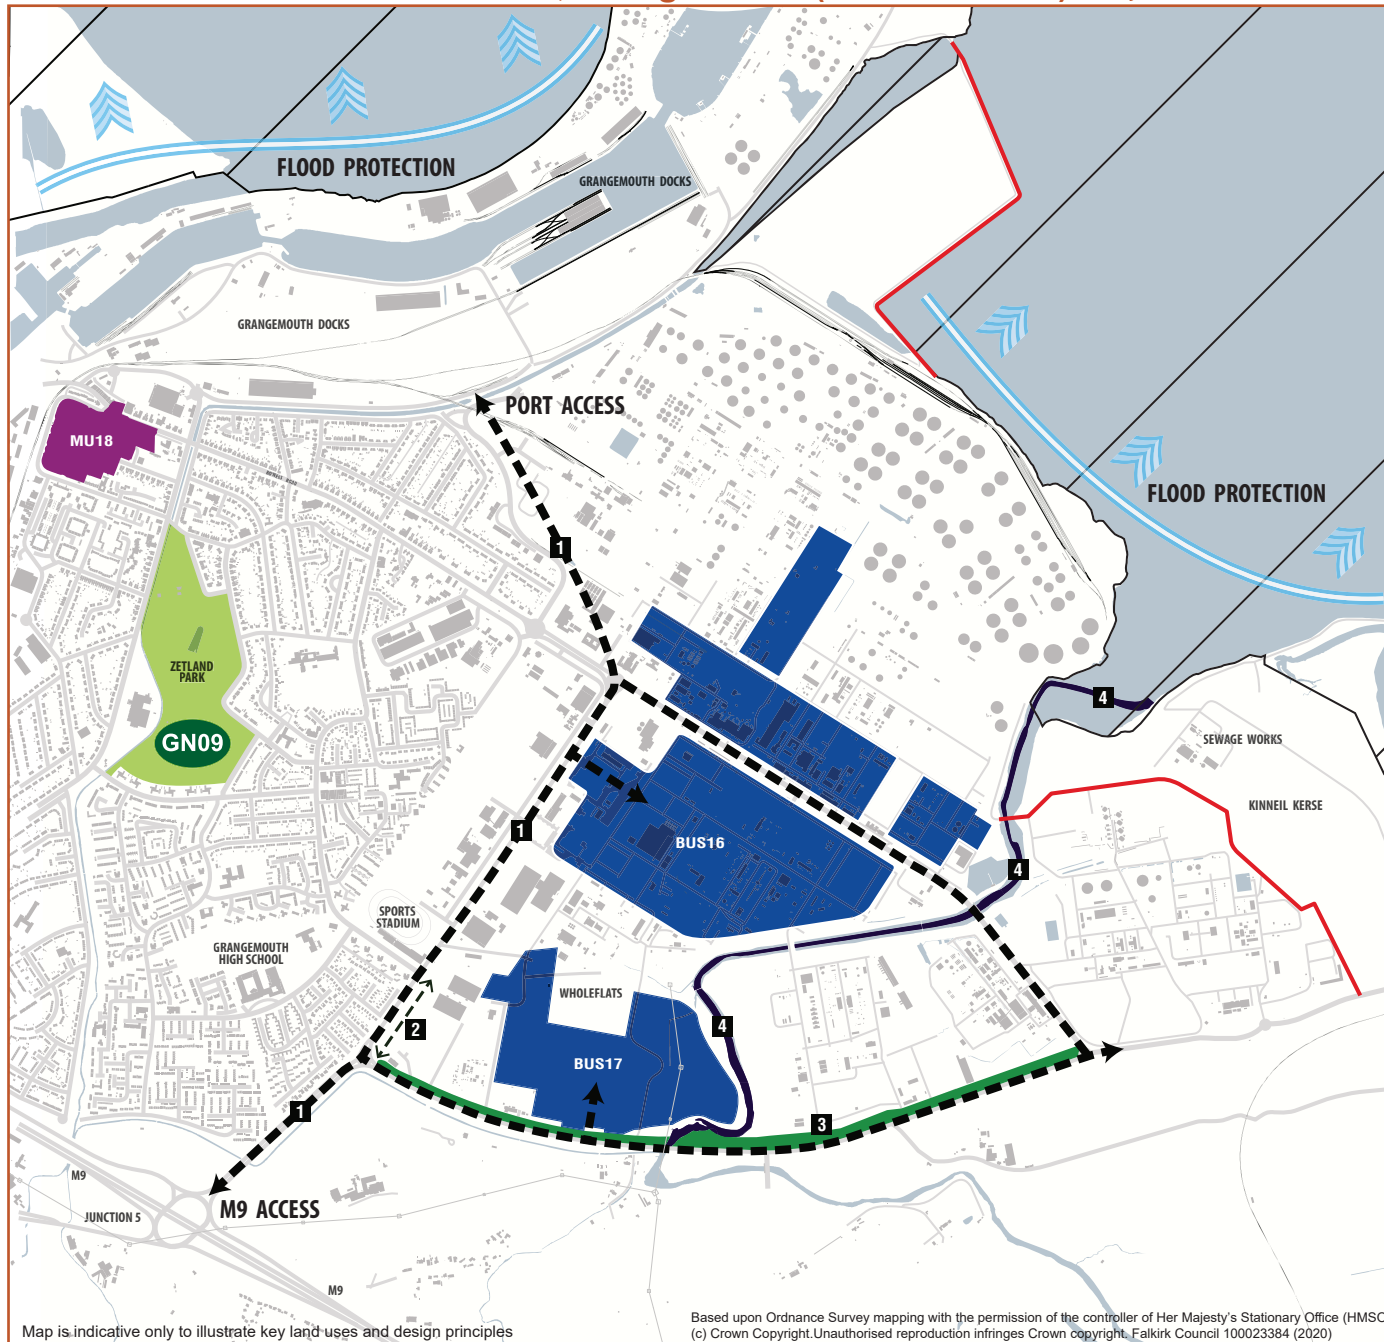 FLOOD PROTECTION
GRANGEMOUTH DOCKS
GRANGEMOUTH DOCKS
PORT ACCESS
MU18
FLOOD PROTECTION
1
ZETLAND
PARK
GN09
4
SEWAGE WORKS
KINNEIL KERSE
1
BUS16
4
SPORTS
STADIUM
GRANGEMOUTH
HIGH SCHOOL
WHOLEFLATS
2
4
BUS17
1
3
M9
JUNCTION 5
M9 ACCESS
M9
Map is indicative only to illustrate key land uses and design principles
Based upon Ordnance Survey mapping with the permission of the controller of Her Majesty's Stationary Office (HMSO
(c) Crown Copyright.Unauthorised reproduction infringes Crown copyright. Falkirk Council 100023384 (2020)